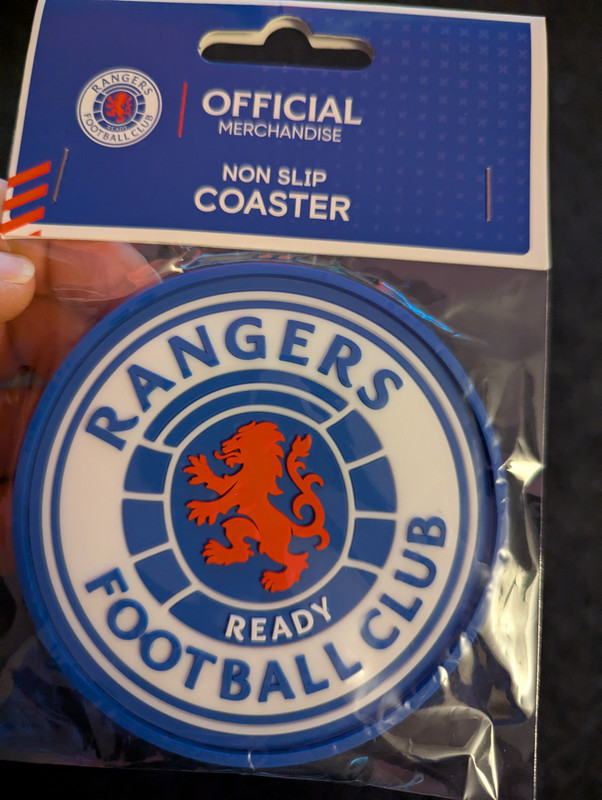 RANGERS
FOOTBALL CLUB
READY
OFFICIAL
MERCHANDISE
NON SLIP
COASTER
RANGERS
READY
FOOTBALL CLUB